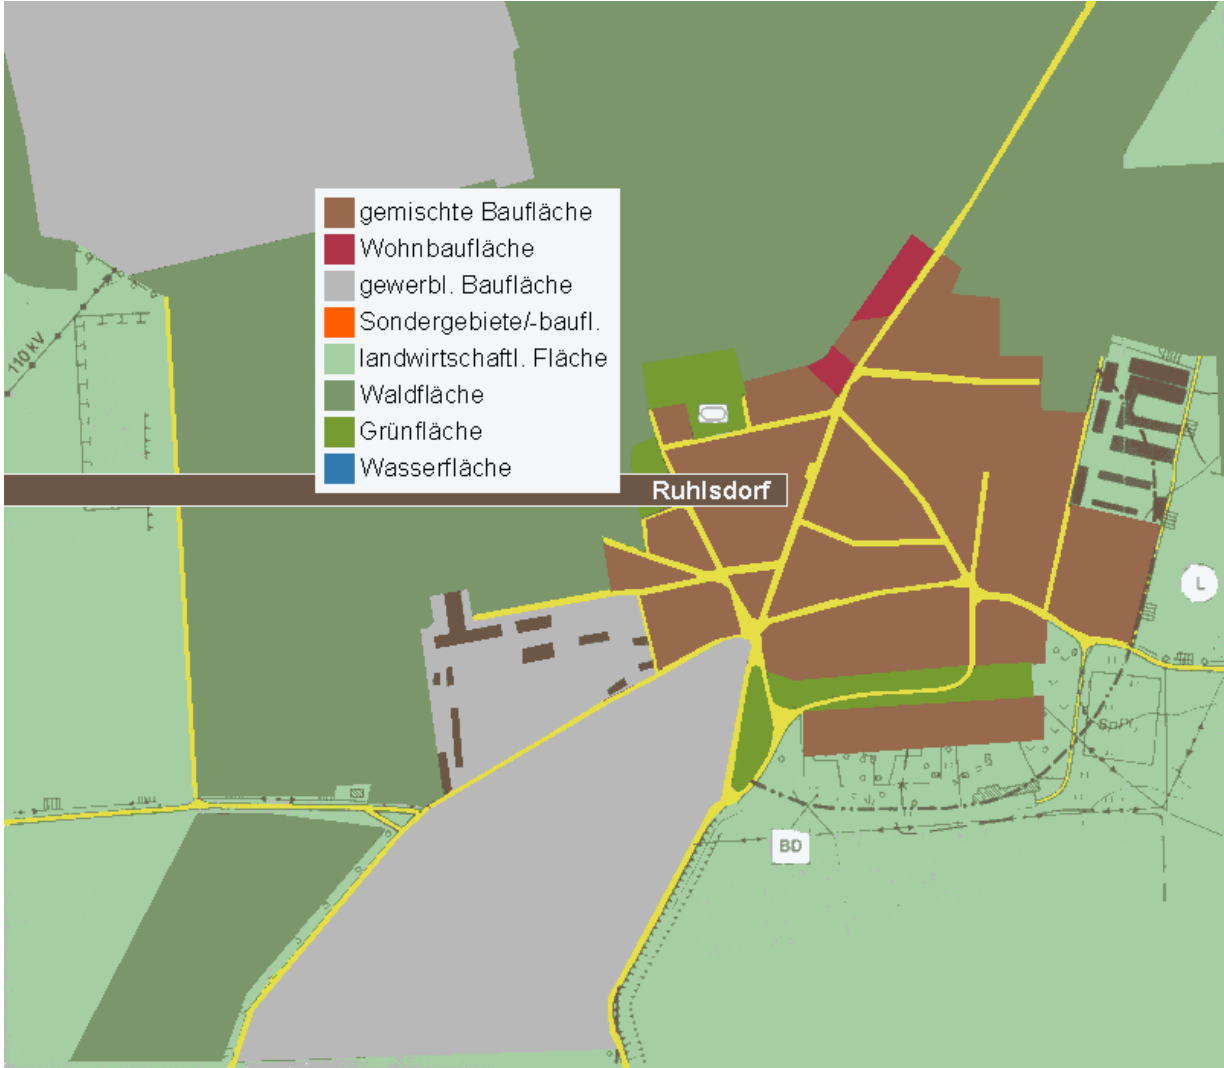 gemischte Baufläche
Wohnbaufläche
gewerbl. Baufläche
Sondergebiete/-baufl.
110 kV
landwirtschaftl. Fläche
Waldfläche
Grünfläche
Wasserfläche
Ruhlsdorf
L
BD